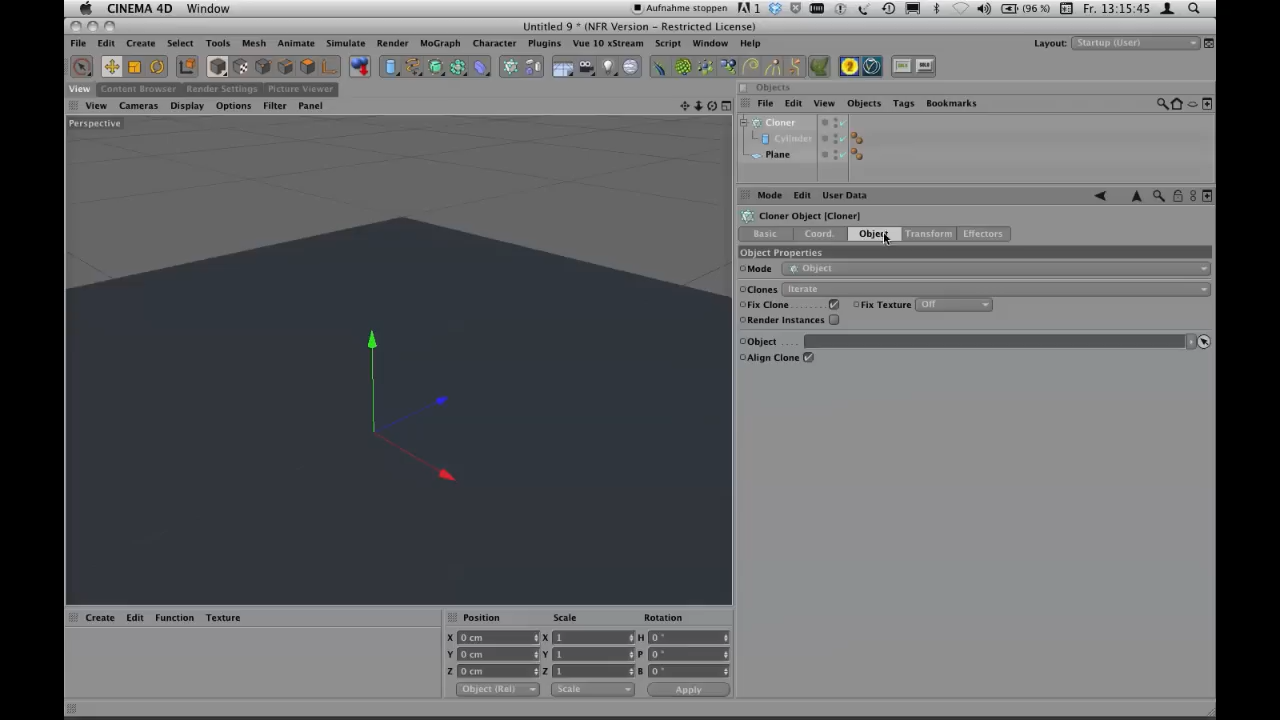 CINEMA 4D Window
Aufnahme stoppen
1
(96 %)
Fr. 13:15:45
Untitled 9 * (NFR Version - Restricted License)
File Edit Create Select Tools Mesh Animate Simulate Render MoGraph Character Plugins Vue 10 xStream Script Window Help
Layout: Startup (User)
View Content Browser Render Settings Picture Viewer
View Cameras Display Options Filter Panel
Perspective
Objects
File Edit View Objects Tags Bookmarks
Cloner
Cylinder
Plane
Mode Edit User Data
Cloner Object [Cloner]
Basic Coord. Object Transform Effectors
Object Properties
Mode Object
Clones Iterate
Fix Clone Fix Texture Off
Render Instances
Object
Align Clone
Create Edit Function Texture
Position Scale Rotation
X 0 cm X 1 H 0 °
Y 0 cm Y 1 P 0 °
Z 0 cm Z 1 B 0 °
Object (Rel) Scale Apply